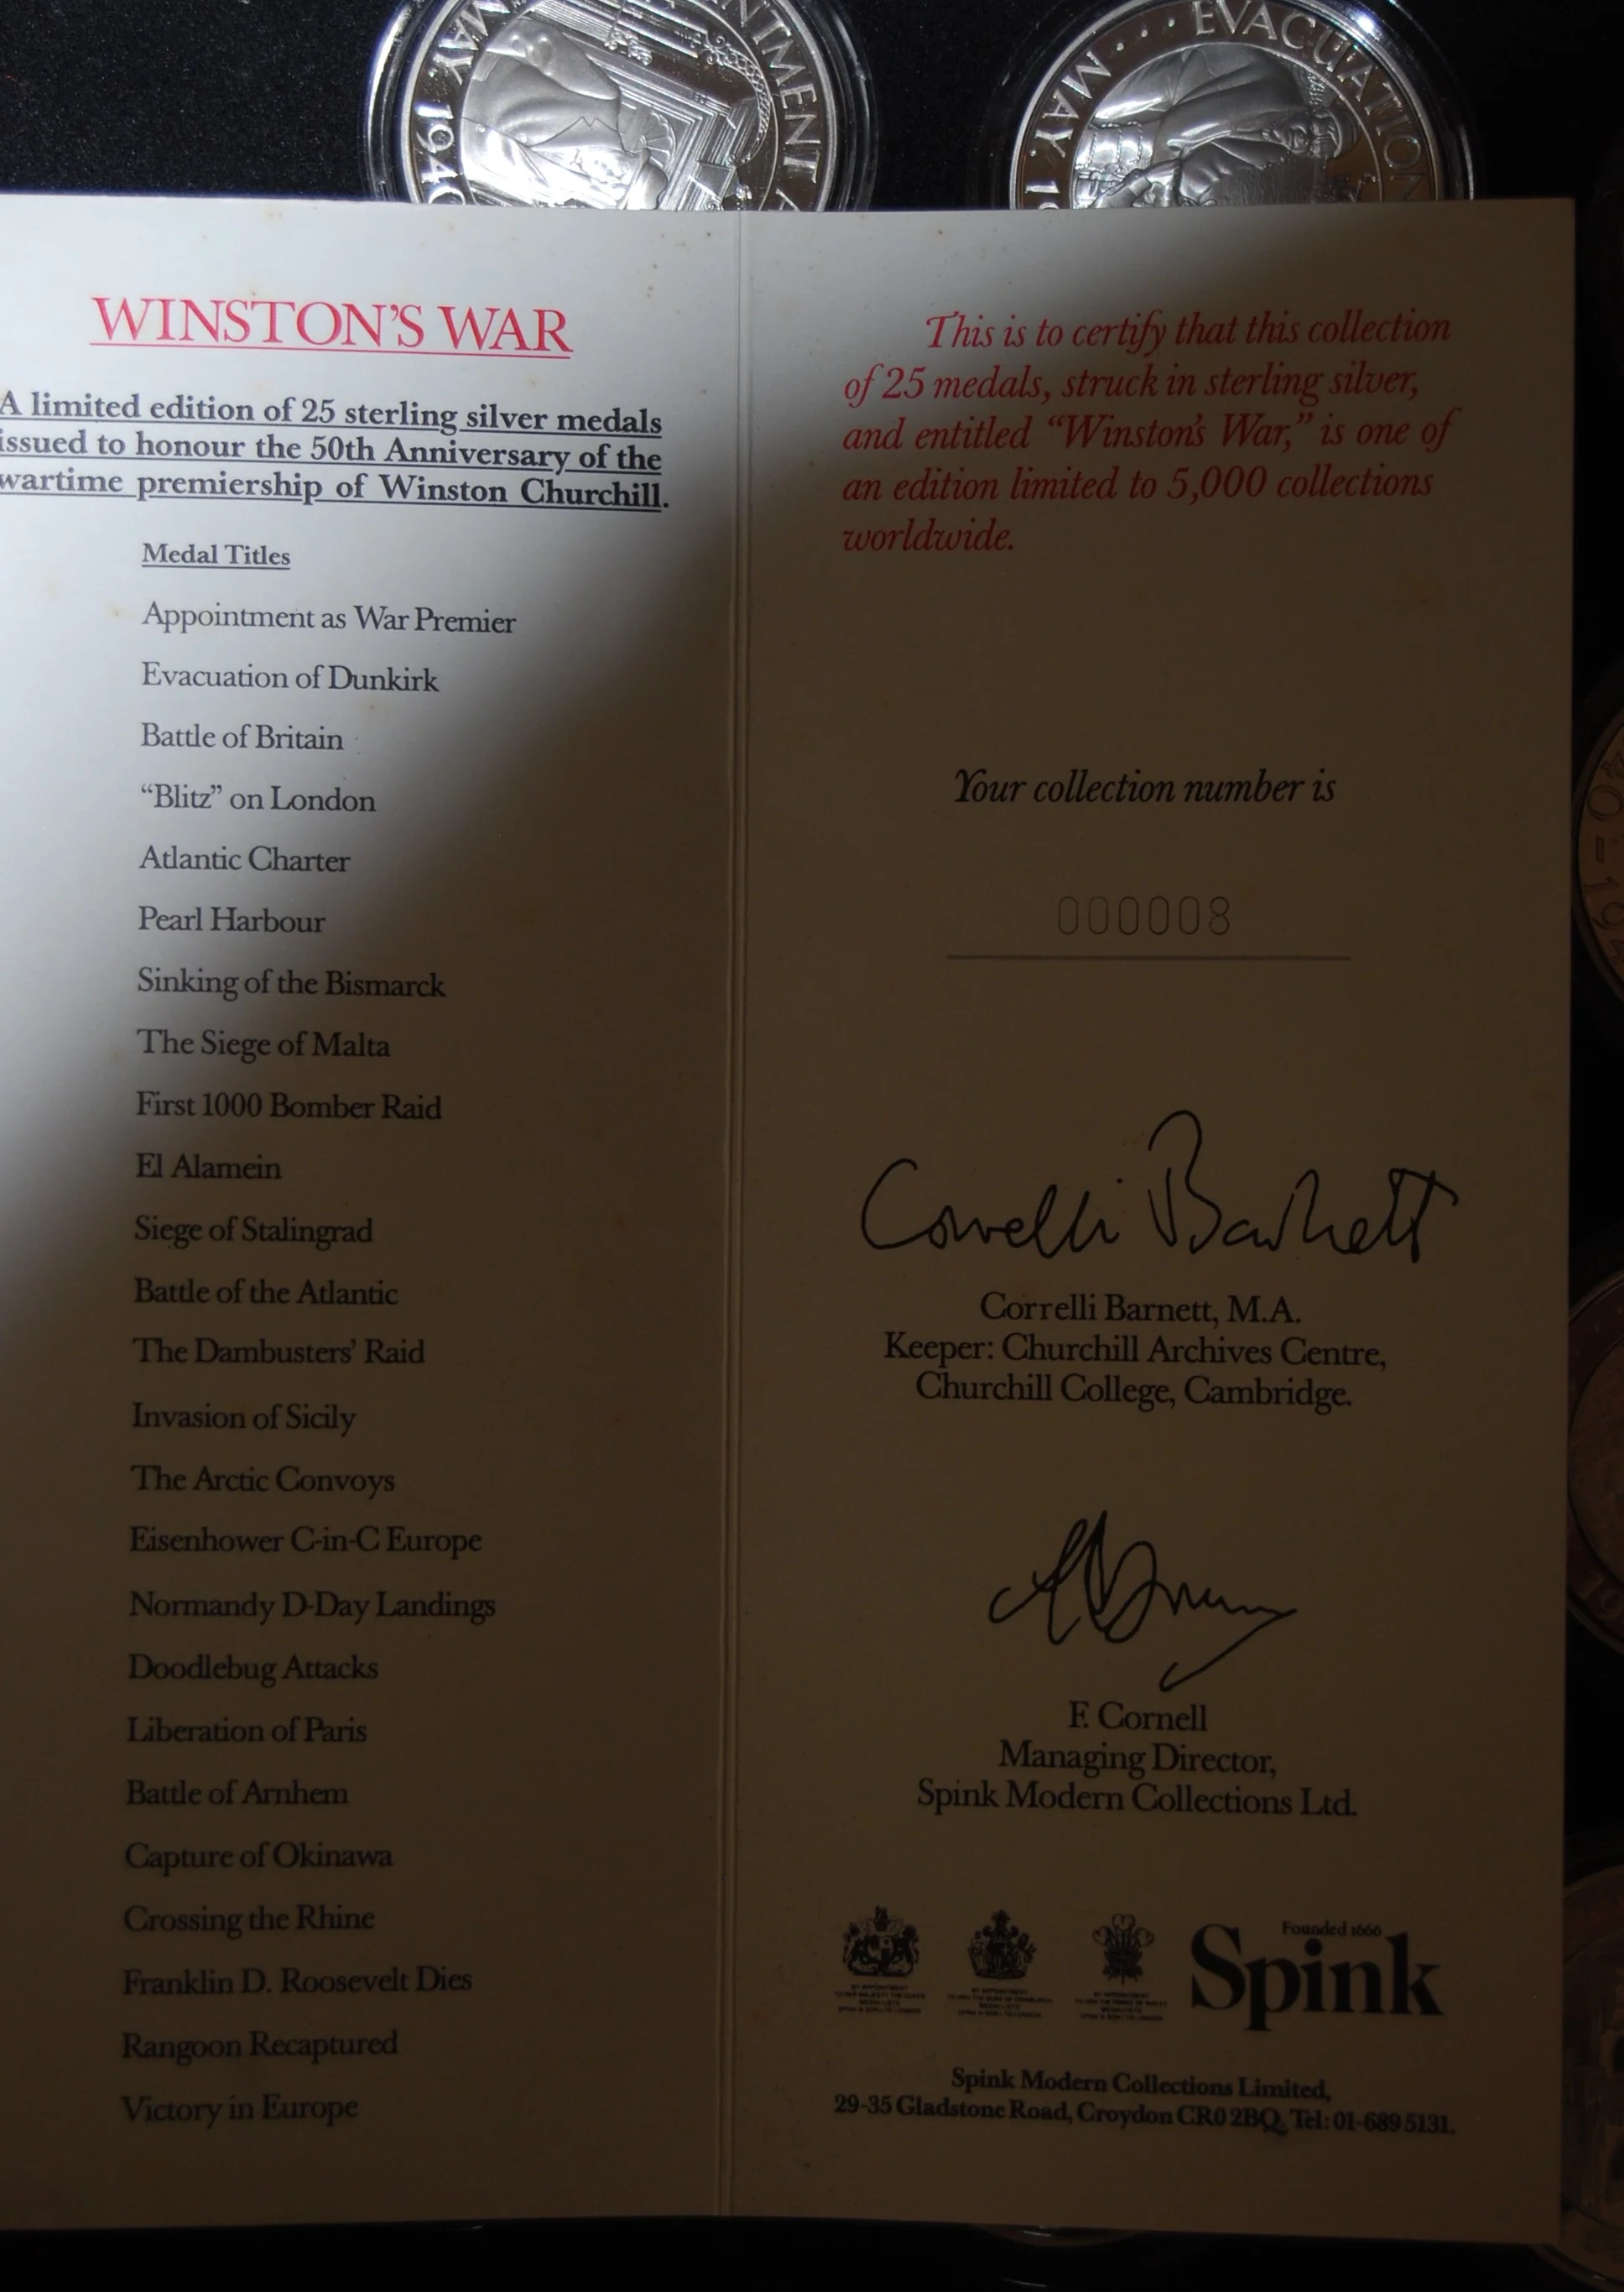 MAY · 1940
NTMENT A
MAY · 1
EVACUATION
WINSTON'S WAR
A limited edition of 25 sterling silver medals
issued to honour the 50th Anniversary of the
wartime premiership of Winston Churchill.
Medal Titles
Appointment as War Premier
Evacuation of Dunkirk
Battle of Britain
“Blitz” on London
Atlantic Charter
Pearl Harbour
Sinking of the Bismarck
The Siege of Malta
First 1000 Bomber Raid
El Alamein
Siege of Stalingrad
Battle of the Atlantic
The Dambusters’ Raid
Invasion of Sicily
The Arctic Convoys
Eisenhower C-in-C Europe
Normandy D-Day Landings
Doodlebug Attacks
Liberation of Paris
Battle of Arnhem
Capture of Okinawa
Crossing the Rhine
Franklin D. Roosevelt Dies
Rangoon Recaptured
Victory in Europe
This is to certify that this collection
of 25 medals, struck in sterling silver,
and entitled “Winston's War,” is one of
an edition limited to 5,000 collections
worldwide.
Your collection number is
000008
Correlli Barnett
Correlli Barnett, M.A.
Keeper: Churchill Archives Centre,
Churchill College, Cambridge.
F. Cornell
Managing Director,
Spink Modern Collections Ltd.
Founded 1666
Spink
Spink Modern Collections Limited,
29-35 Gladstone Road, Croydon CR0 2BQ. Tel: 01-689 5131.